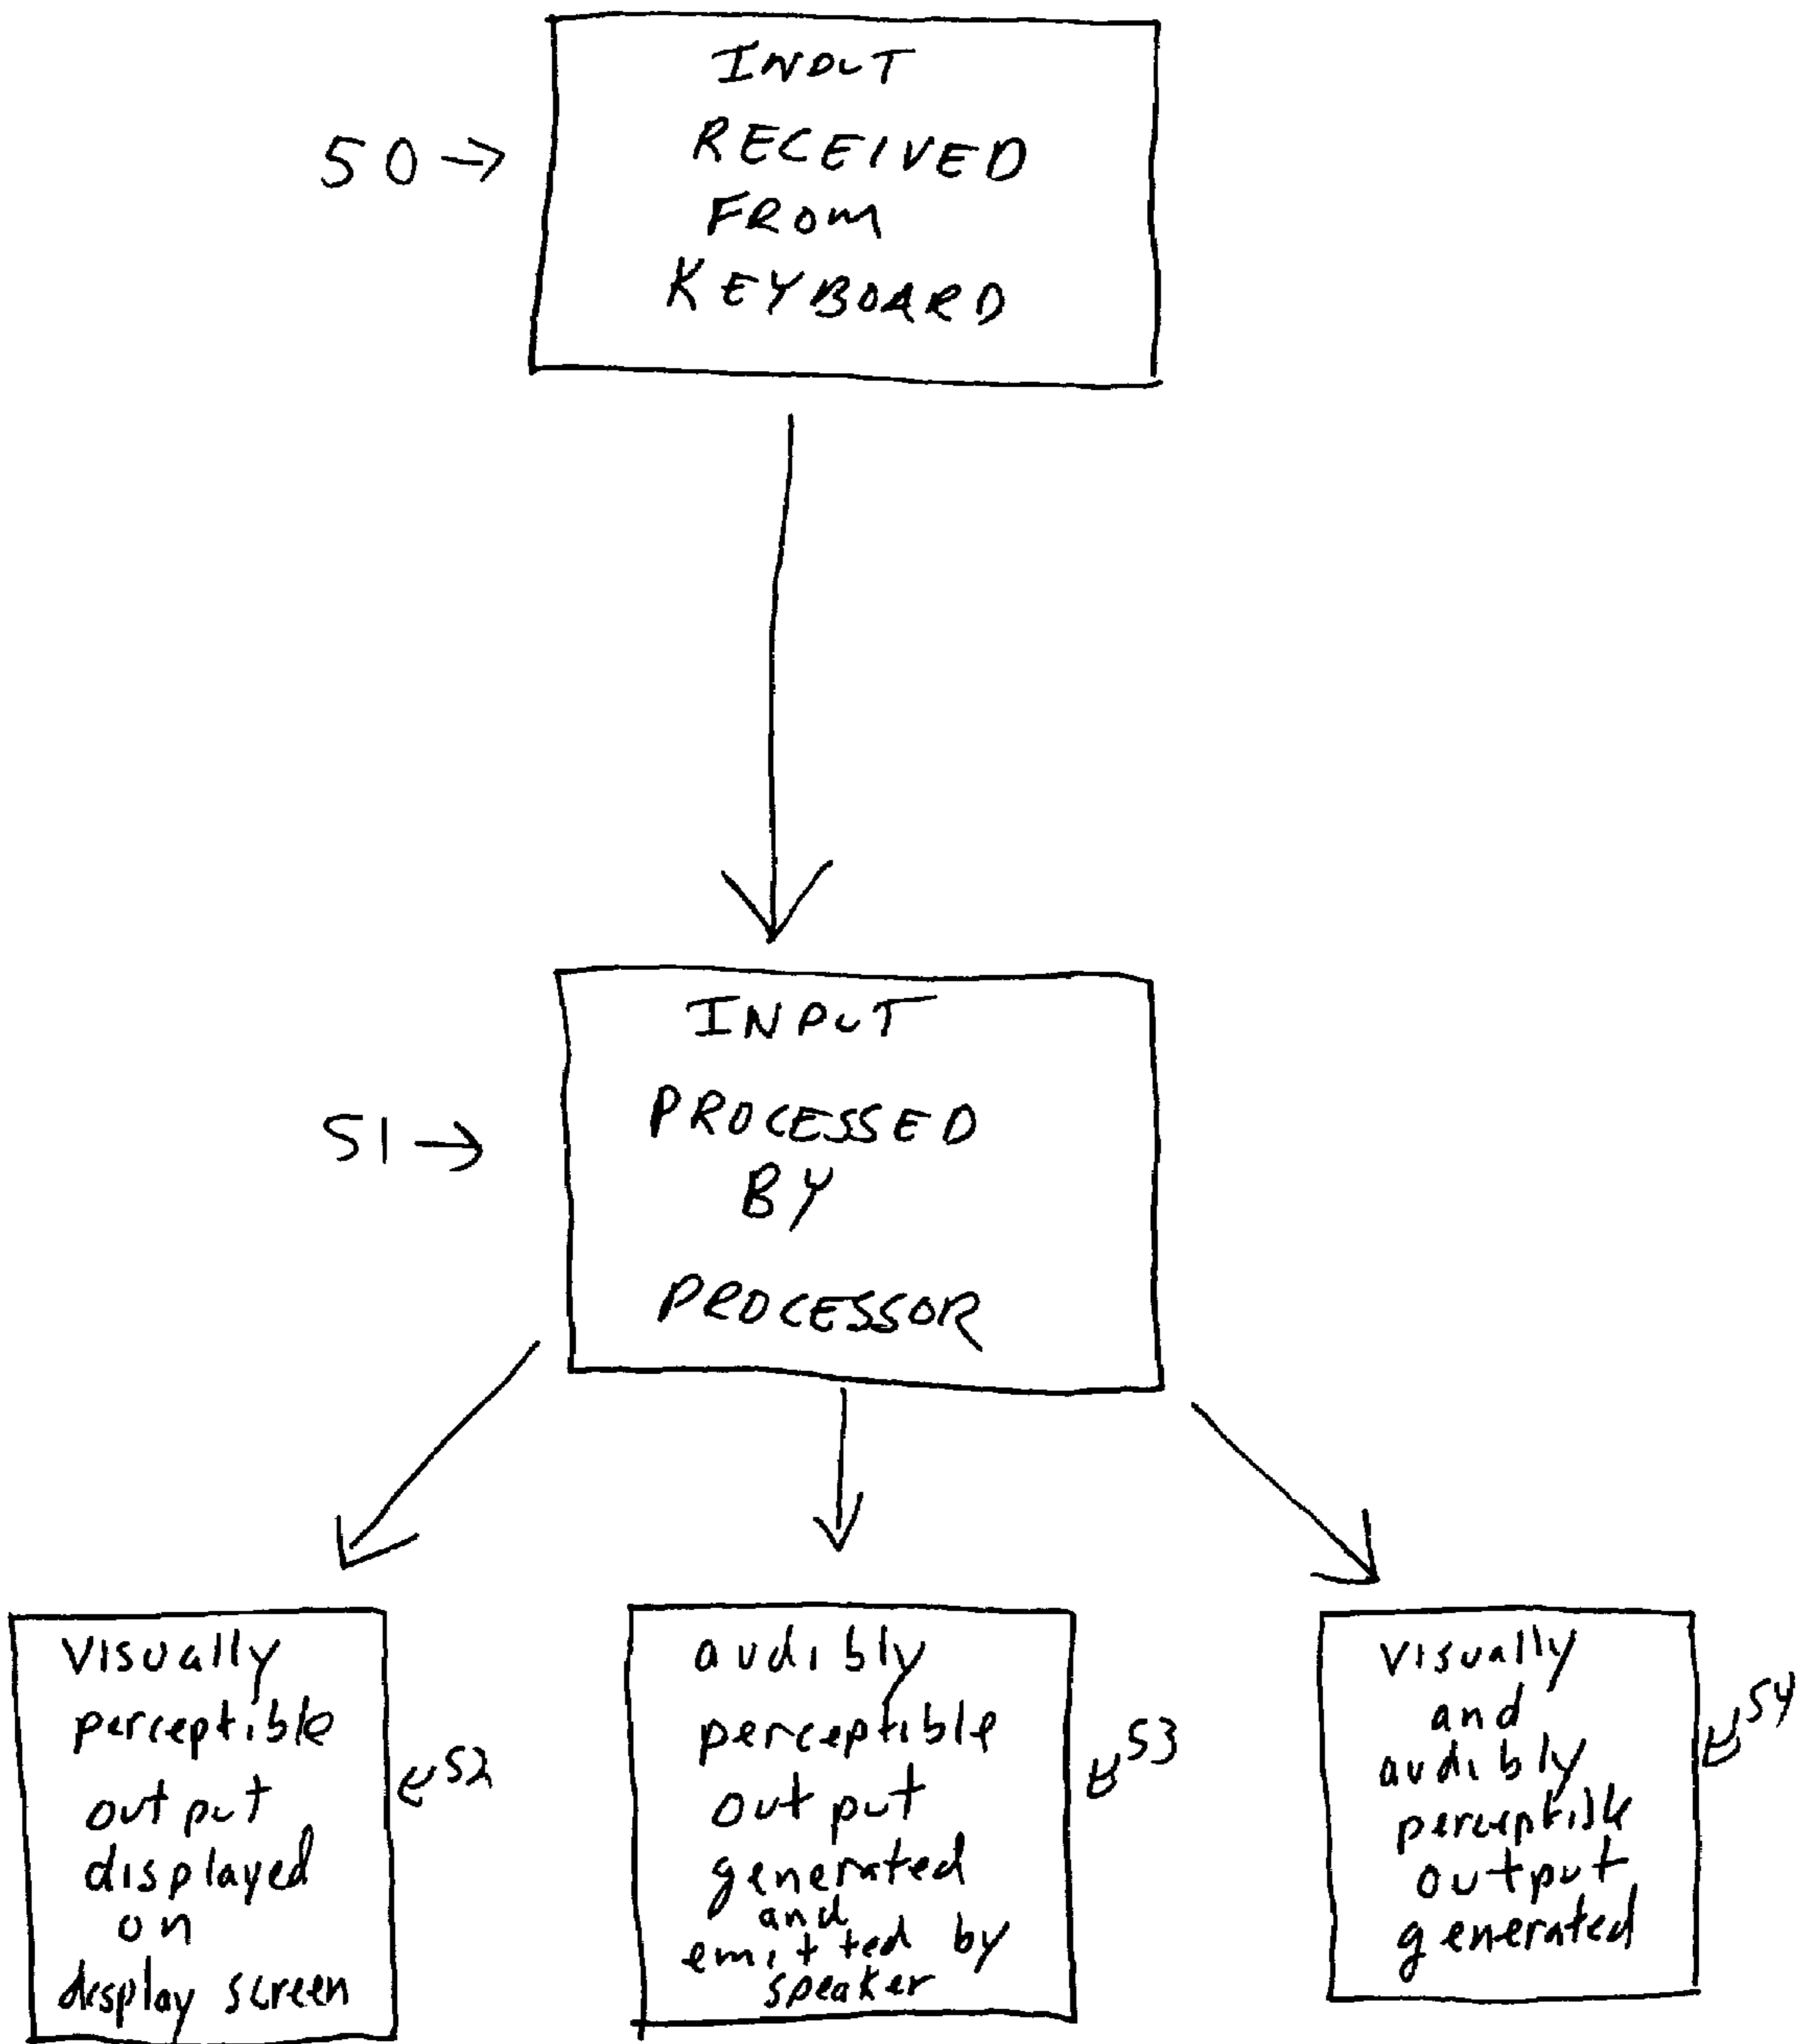 INPUT
50 → RECEIVED
FROM
KEYBOARD
INPUT
51 → PROCESSED
BY
PROCESSOR
visually
perceptible
output
displayed
on
display screen
52
audibly
perceptible
output
generated
and
emitted by
speaker
53
visually
and
audibly
perceptible
output
generated
54